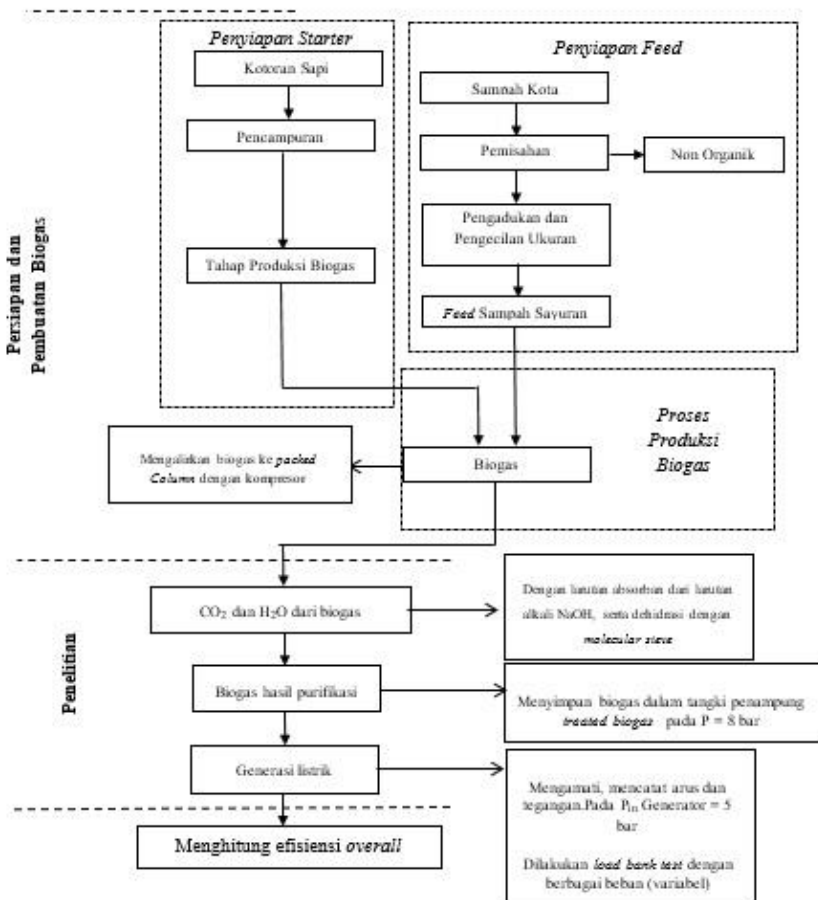 Penyiapan Starter
Kotoran Sapi
Pencampuran
Tahap Produksi Biogas
Penyiapan Feed
Sampah Kota
Pemisahan
Non Organik
Pengadukan dan
Pengecilan Ukuran
Feed Sampah Sayuran
Persiapan dan
Pembuatan Biogas
Proses
Produksi
Biogas
Biogas
Mengalirkan biogas ke packed
Column dengan kompresor
Penelitian
CO₂ dan H₂O dari biogas
Dengan larutan absorban dari larutan
alkali NaOH, serta dehidrasi dengan
molecular sieve
Biogas hasil purifikasi
Menyimpan biogas dalam tangki penampung
treated biogas pada P = 8 bar
Generasi listrik
Mengamati, mencatat arus dan
tegangan.Pada Pin Generator = 5
bar
Dilakukan load bank test dengan
berbagai beban (variabel)
Menghitung efisiensi overall